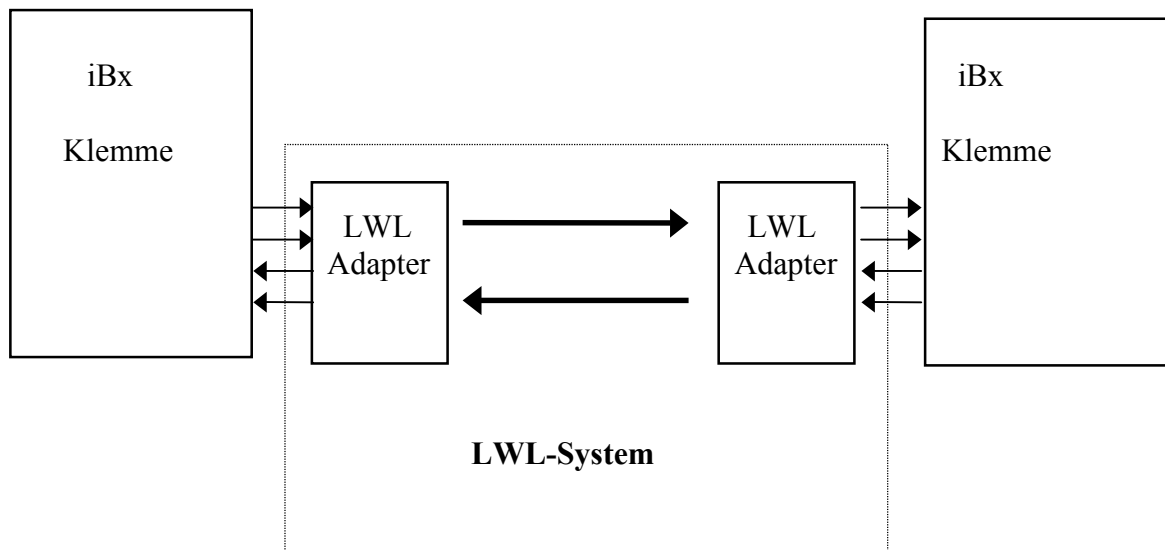 iBx
Klemme
LWL
Adapter
LWL
Adapter
iBx
Klemme
LWL-System